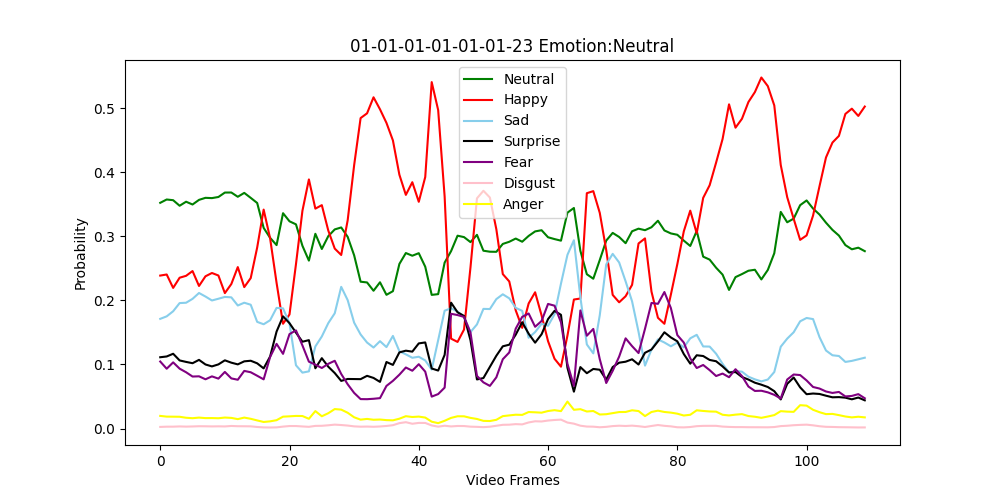 01-01-01-01-01-01-23 Emotion:Neutral
Probability
0.5
0.4
0.3
0.2
0.1
0.0
Neutral
Happy
Sad
Surprise
Fear
Disgust
Anger
0 20 40 60 80 100
Video Frames